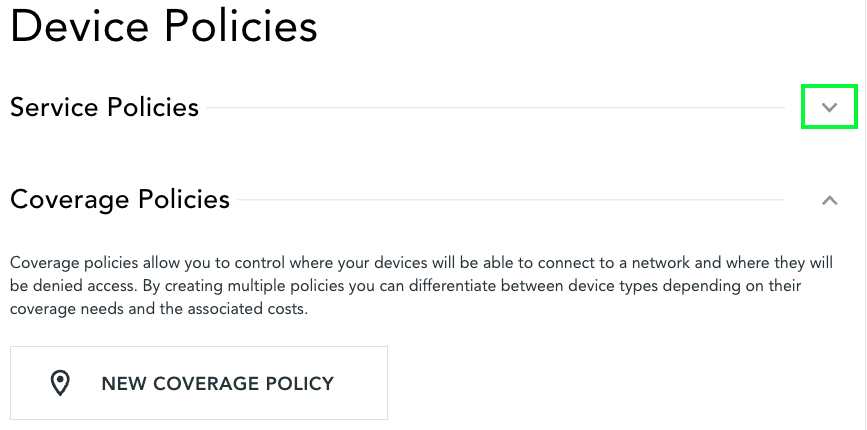 Device Policies
Service Policies
Coverage Policies
Coverage policies allow you to control where your devices will be able to connect to a network and where they will
be denied access. By creating multiple policies you can differentiate between device types depending on their
coverage needs and the associated costs.
NEW COVERAGE POLICY